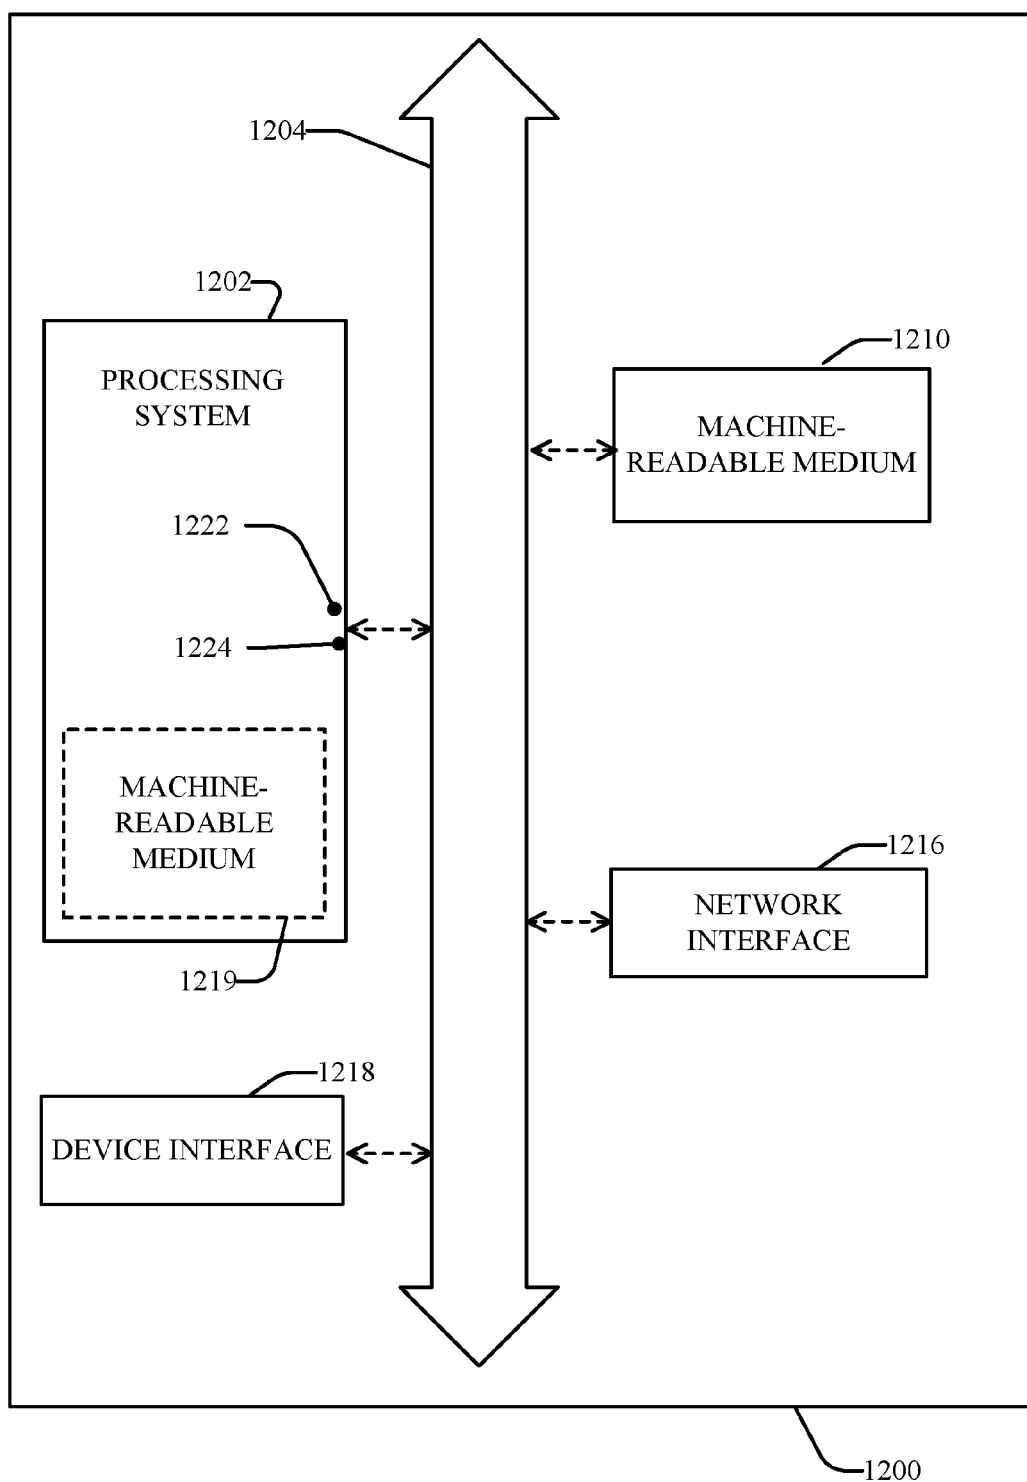 1204
1202
PROCESSING
SYSTEM
1210
MACHINE-
READABLE MEDIUM
1222
1224
MACHINE-
READABLE
MEDIUM
1219
1216
NETWORK
INTERFACE
1218
DEVICE INTERFACE
1200